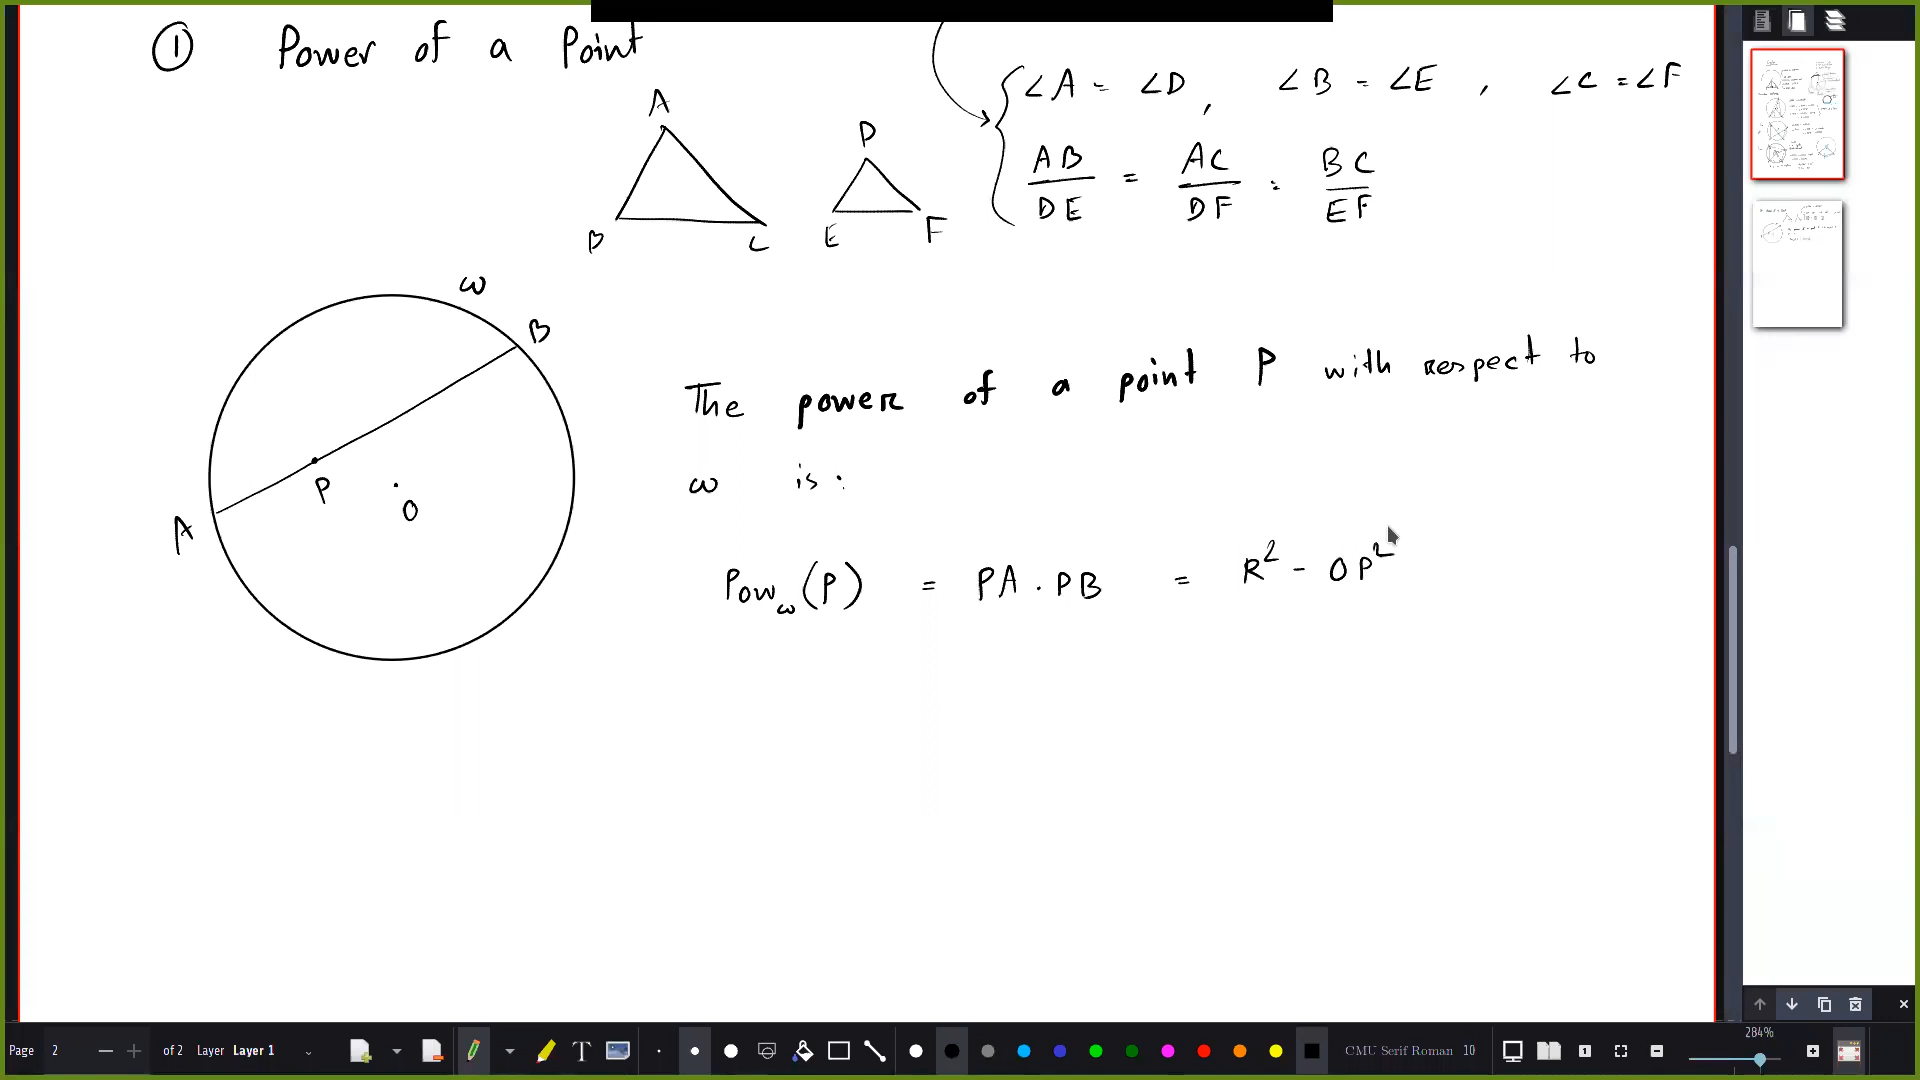 ① Power of a Point
∠A = ∠D, ∠B = ∠E, ∠C = ∠F
A
D
AB/DE = AC/DF = BC/EF
B
C
E
F
ω
B
The power of a point P with respect to
P
O
ω is:
A
Pow_ω(P) = PA . PB = R² - OP²
Page 2 of 2 Layer Layer 1
CMU Serif Roman 10
284%